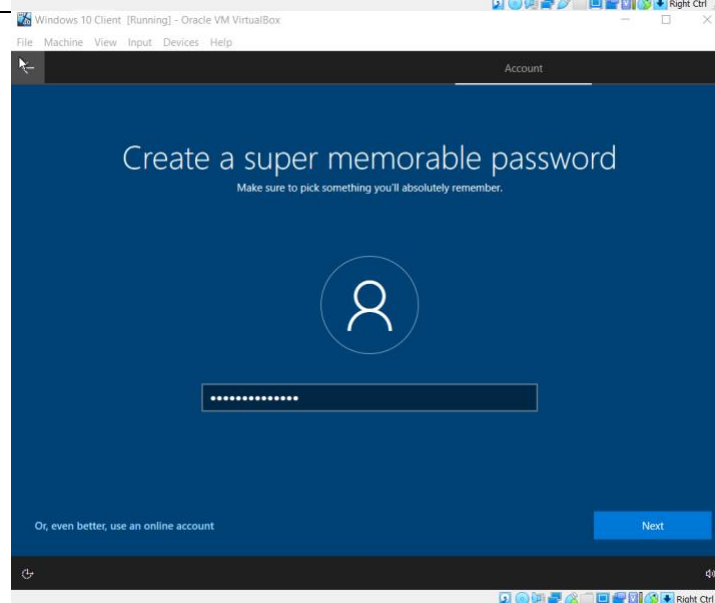 Right Ctrl
Windows 10 Client [Running] - Oracle VM VirtualBox
File Machine View Input Devices Help
Account
Create a super memorable password
Make sure to pick something you'll absolutely remember.
••••••••••••••
Or, even better, use an online account
Next
Right Ctrl